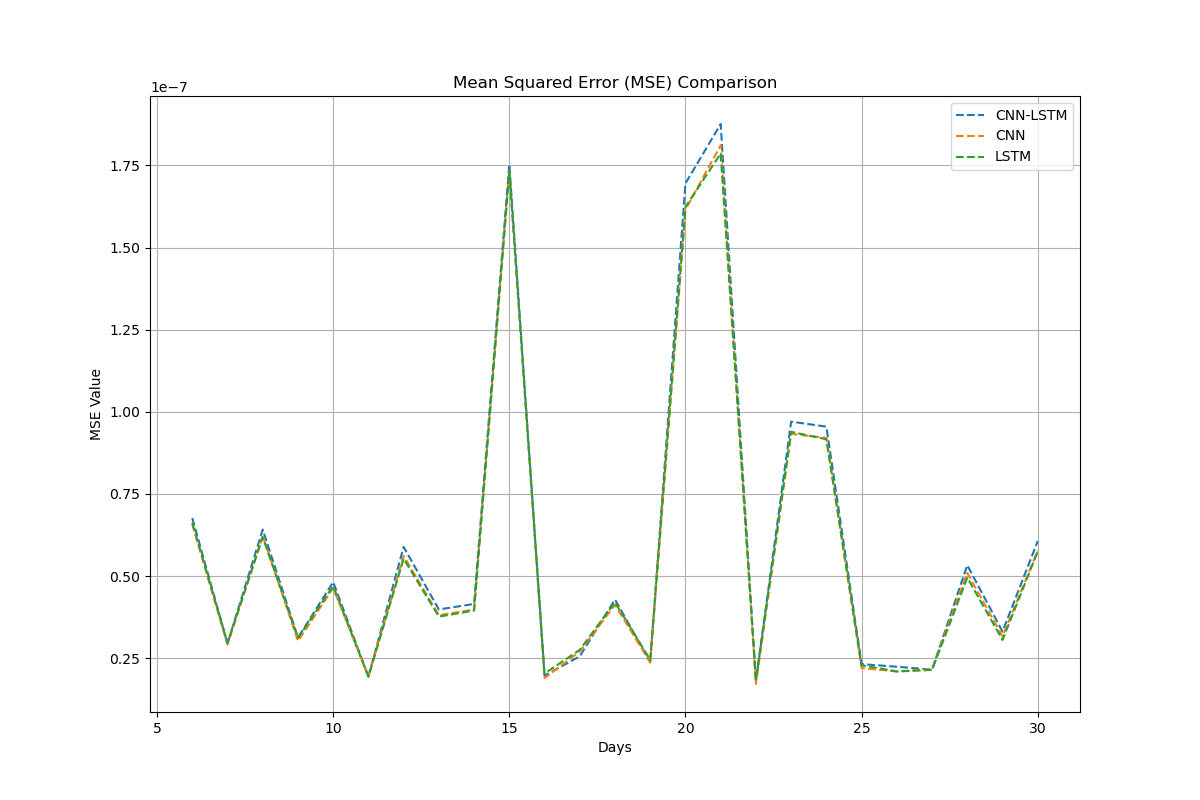 Mean Squared Error (MSE) Comparison
1e−7
CNN-LSTM
CNN
LSTM
1.75
1.50
1.25
1.00
0.75
0.50
0.25
MSE Value
5 10 15 20 25 30
Days